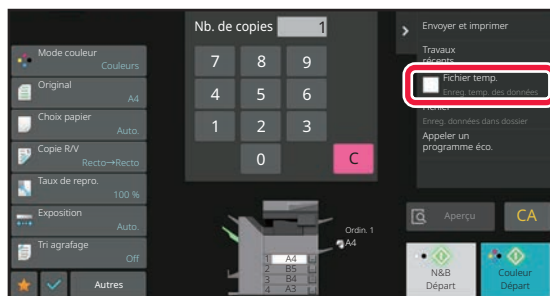 Mode couleur
Couleurs
Original
A4
Choix papier
Auto.
Copie R/V
Recto→Recto
Taux de repro.
100 %
Exposition
Auto.
Tri agrafage
Off
Autres
Nb. de copies 1
7 8 9
4 5 6
1 2 3
0 C
Ordin. 1
A4
1 A4
2 B5
3 B4
4 A3
Envoyer et imprimer
Travaux
récents
Fichier temp.
Enreg. temp. des données
Fichier
Enreg. données dans dossier
Appeler un
programme éco.
Aperçu
CA
N&B
Départ
Couleur
Départ